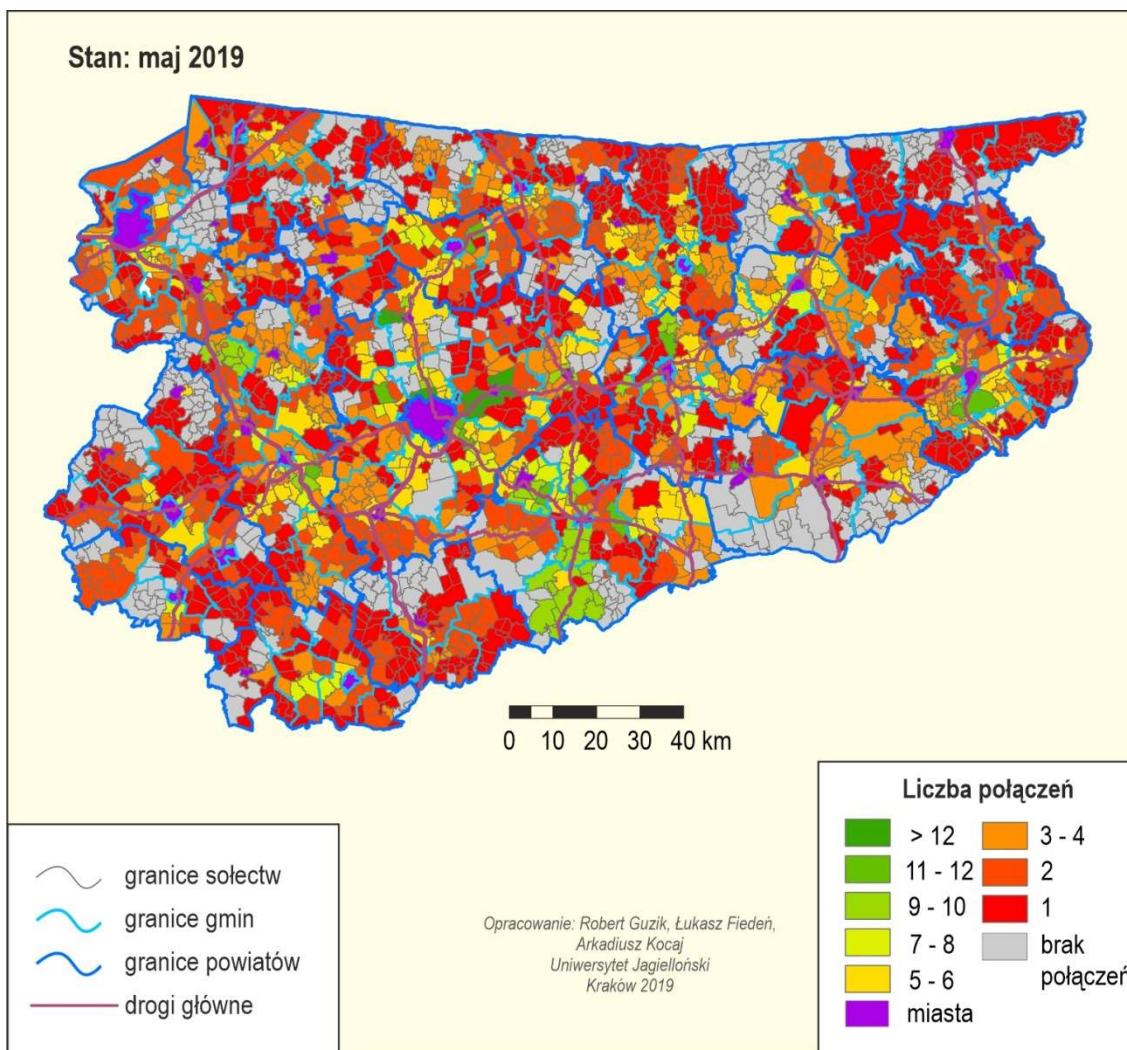 Stan: maj 2019
0 10 20 30 40 km
granice sołectw
granice gmin
granice powiatów
drogi główne
Opracowanie: Robert Guzik, Łukasz Fiedeń,
Arkadiusz Kocaj
Uniwersytet Jagielloński
Kraków 2019
Liczba połączeń
> 12
11 - 12
9 - 10
7 - 8
5 - 6
miasta
3 - 4
2
1
brak
połączeń